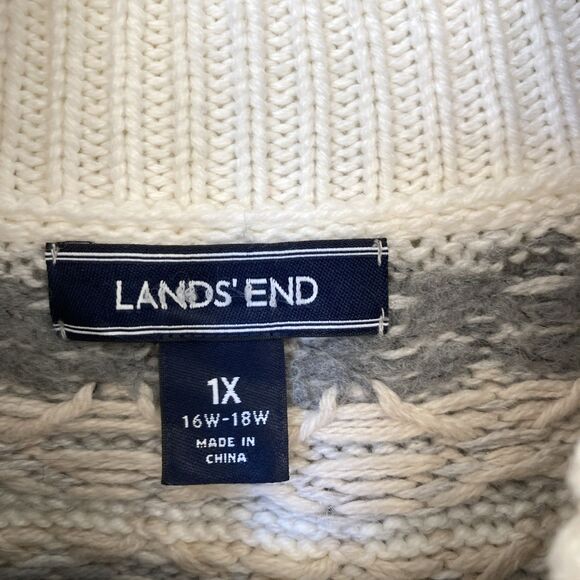 LANDS' END
1X
16W-18W
MADE IN
CHINA